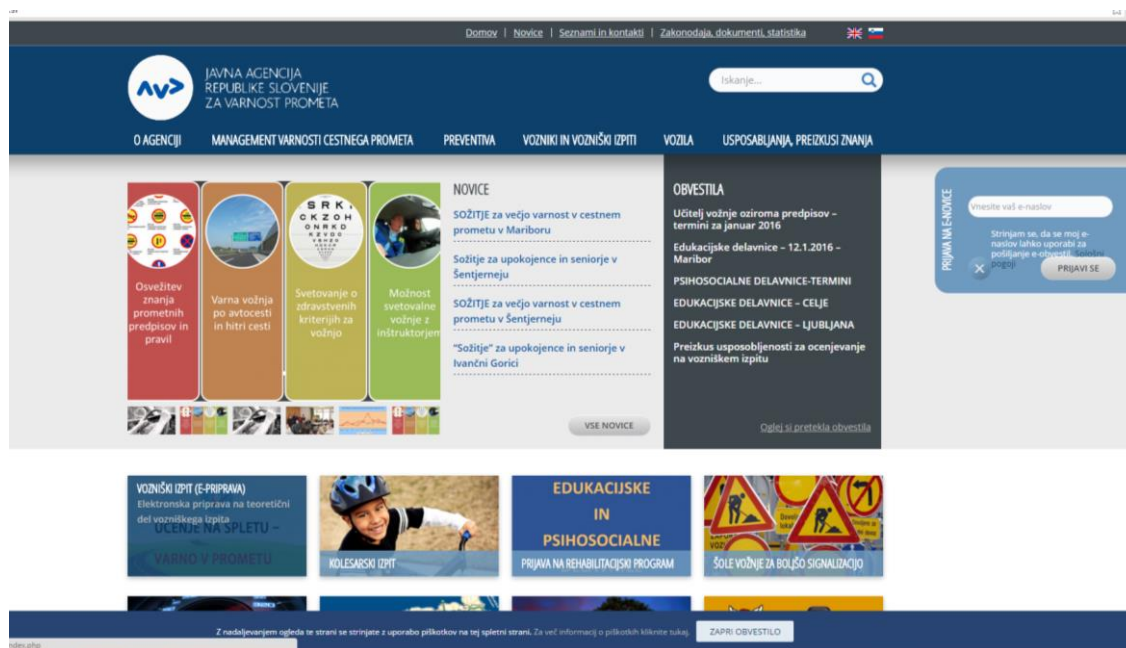 Domov | Novice | Seznami in kontakti | Zakonodaja, dokumenti, statistika
JAVNA AGENCIJA
REPUBLIKE SLOVENIJE
ZA VARNOST PROMETA
Iskanje...
O AGENCIJI MANAGEMENT VARNOSTI CESTNEGA PROMETA PREVENTIVA VOZNIKI IN VOZNIŠKI IZPITI VOZILA USPOSABLJANJA, PREIZKUSI ZNANJA
Osvežitev
znanja
prometnih
predpisov in
pravil
Varna vožnja
po avtocesti
in hitri cesti
S R K
C K Z O H
O N R K D
Svetovanje o
zdravstvenih
kriterijih za
vožnjo
Možnost
svetovalne
vožnje z
inštruktorjem
NOVICE
SOŽITJE za večjo varnost v cestnem
prometu v Mariboru
Sožitje za upokojence in seniorje v
Šentjerneju
SOŽITJE za večjo varnost v cestnem
prometu v Šentjerneju
"Sožitje" za upokojence in seniorje v
Ivančni Gorici
VSE NOVICE
OBVESTILA
Učitelj vožnje oziroma predpisov –
termini za januar 2016
Edukacijske delavnice – 12.1.2016 –
Maribor
PSIHOSOCIALNE DELAVNICE-TERMINI
EDUKACIJSKE DELAVNICE – CELJE
EDUKACIJSKE DELAVNICE – LJUBLJANA
Preizkus usposobljenosti za ocenjevanje
na vozniškem izpitu
Oglej si pretekla obvestila
PRIJAVA NA E-NOVICE
Vnesite vaš e-naslov
Strinjam se, da se moj e-
naslov lahko uporabi za
pošiljanje e-obvestil. Splošni
pogoji
PRIJAVI SE
VOZNIŠKI IZPIT (E-PRIPRAVA)
Elektronska priprava na teoretični
del vozniškega izpita
UČENJE NA SPLETU –
VARNO V PROMETU
KOLESARSKI IZPIT
EDUKACIJSKE
IN
PSIHOSOCIALNE
PRIJAVA NA REHABILITACIJSKI PROGRAM
ŠOLE VOŽNJE ZA BOLJŠO SIGNALIZACIJO
Z nadaljevanjem ogleda te strani se strinjate z uporabo piškotkov na tej spletni strani. Za več informacij o piškotkih kliknite tukaj. ZAPRI OBVESTILO
index.php